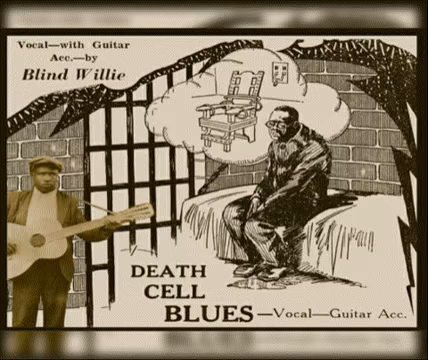 Vocal—with Guitar
Acc.—by
Blind Willie
DEATH
CELL
BLUES—Vocal—Guitar Acc.